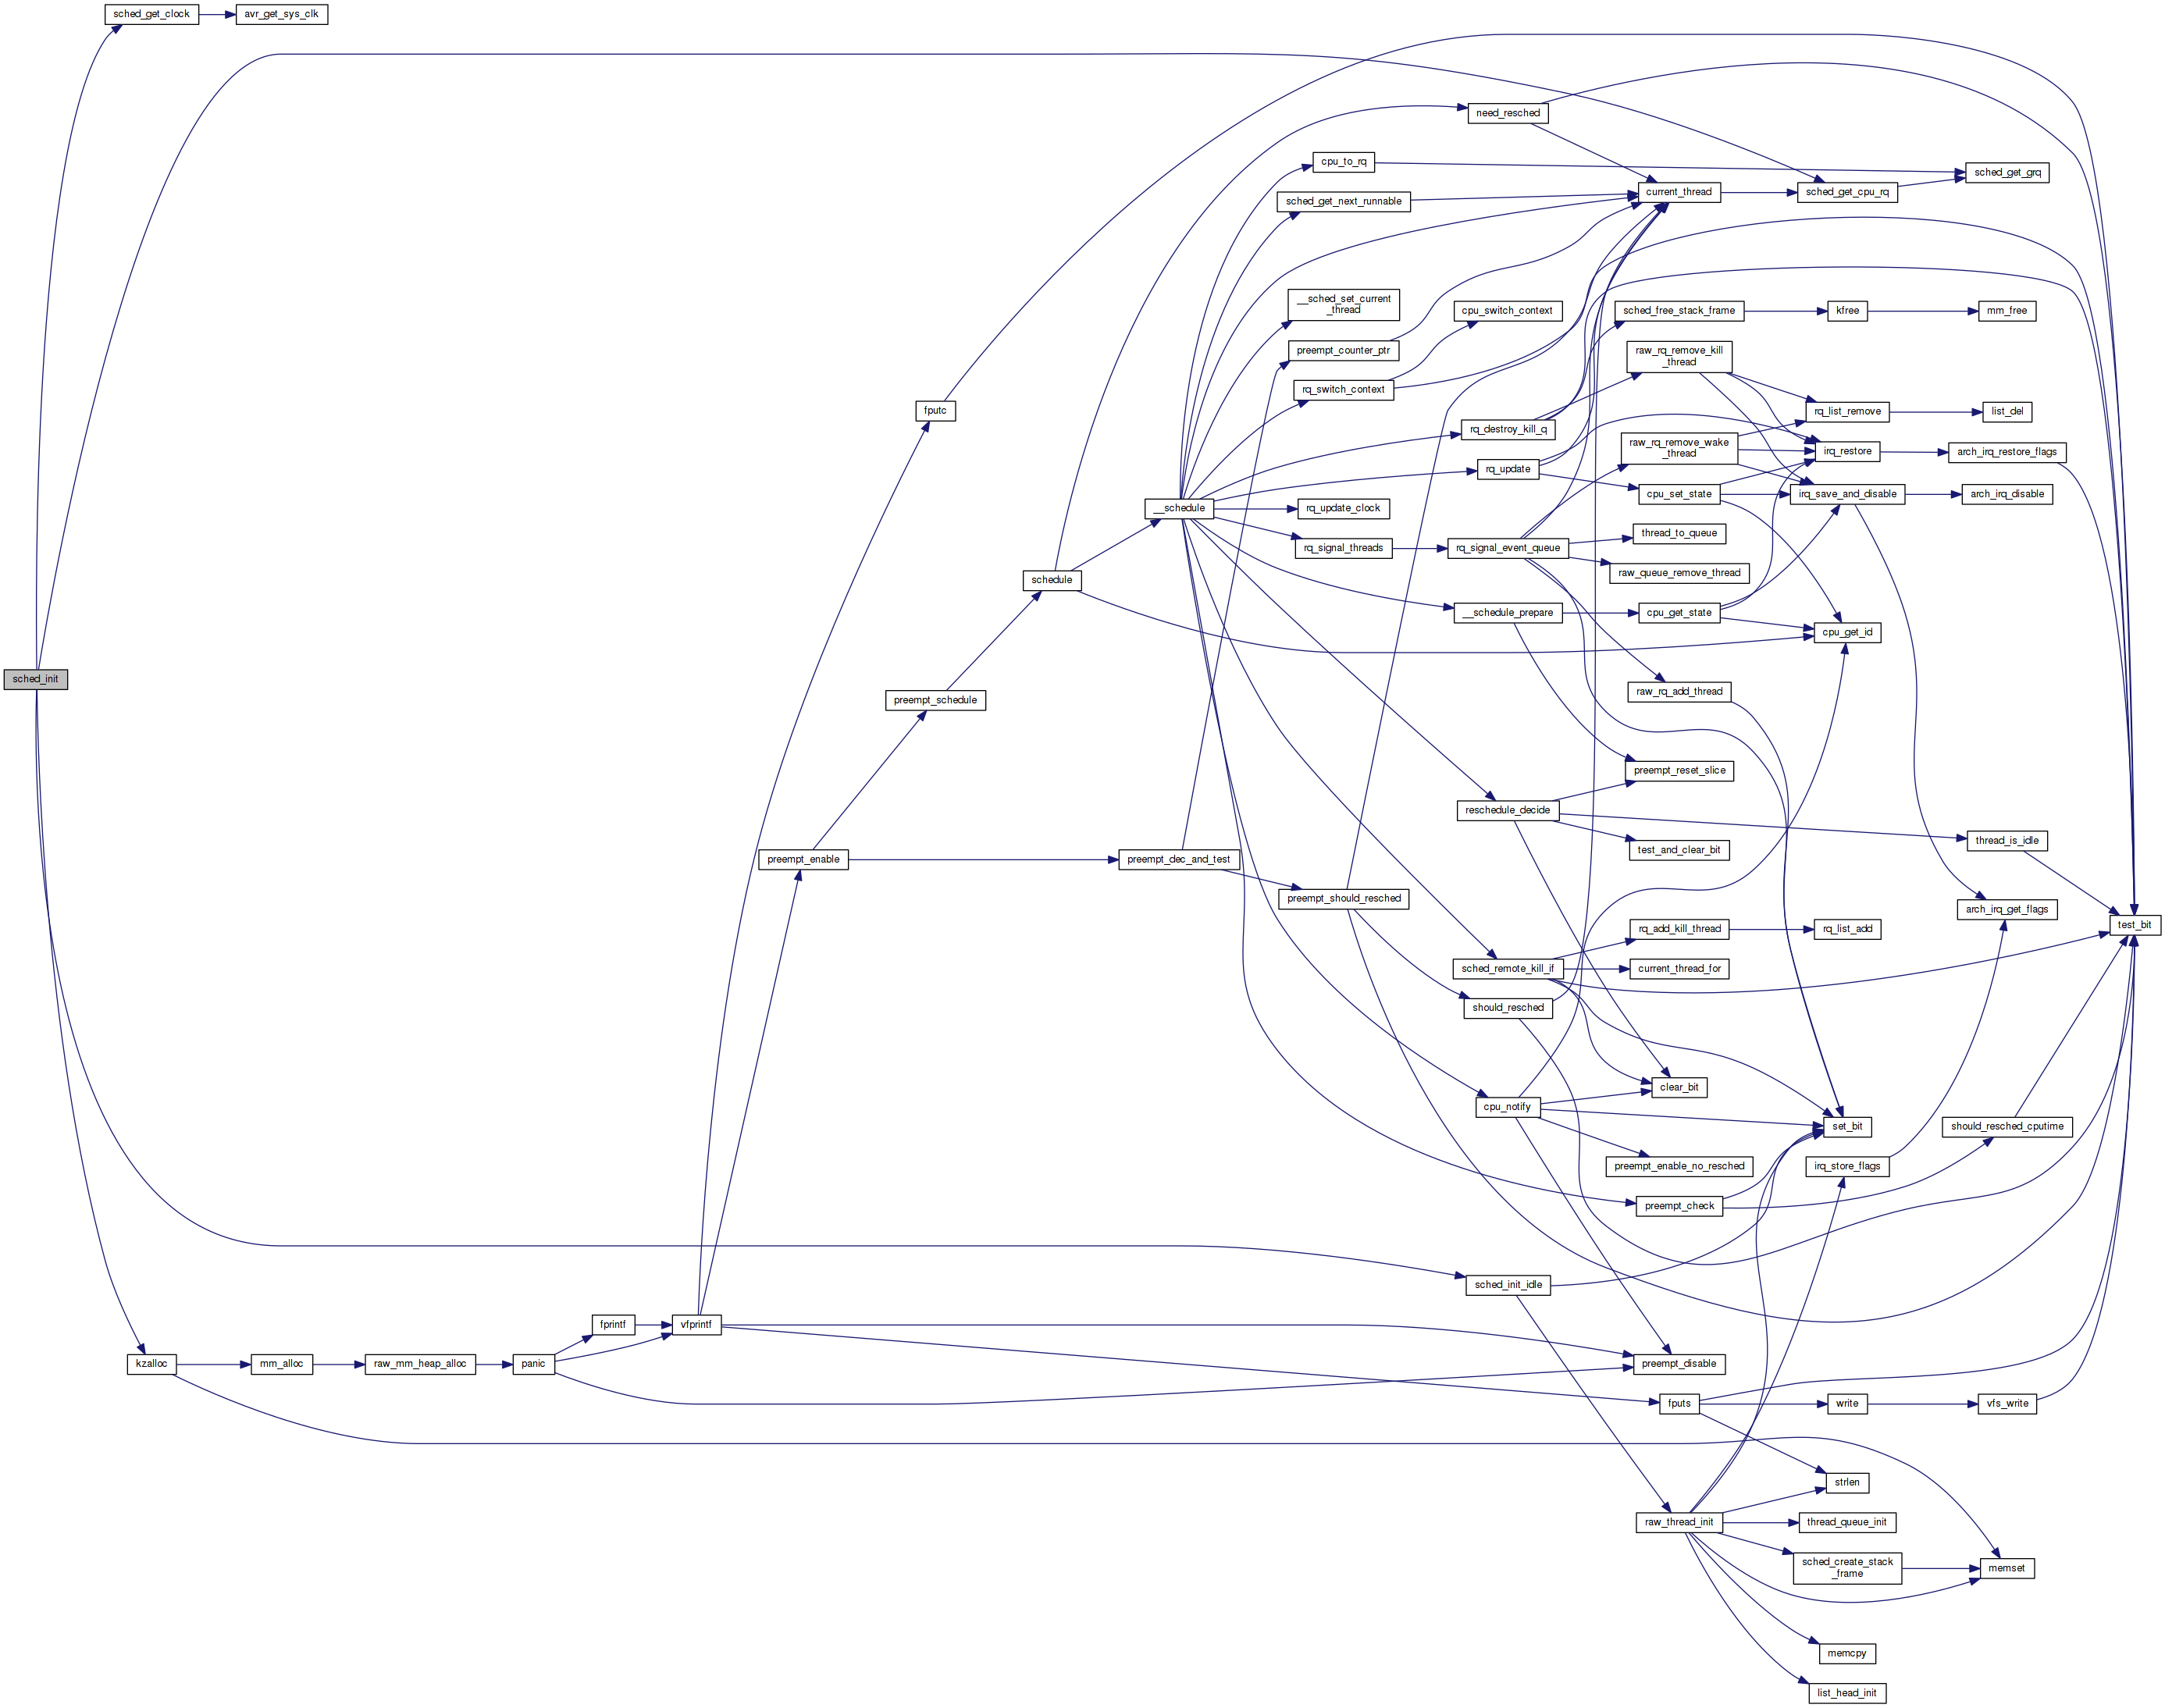 sched_get_clock
avr_get_sys_clk
need_resched
cpu_to_rq
sched_get_grq
sched_get_next_runnable
current_thread
sched_get_cpu_rq
__sched_set_current
_thread
cpu_switch_context
sched_free_stack_frame
kfree
mm_free
preempt_counter_ptr
raw_rq_remove_kill
_thread
rq_switch_context
fputc
rq_list_remove
list_del
rq_destroy_kill_q
raw_rq_remove_wake
_thread
irq_restore
arch_irq_restore_flags
rq_update
cpu_set_state
irq_save_and_disable
arch_irq_disable
__schedule
rq_update_clock
thread_to_queue
rq_signal_threads
rq_signal_event_queue
raw_queue_remove_thread
schedule
__schedule_prepare
cpu_get_state
cpu_get_id
sched_init
raw_rq_add_thread
preempt_schedule
preempt_reset_slice
reschedule_decide
thread_is_idle
test_and_clear_bit
preempt_enable
preempt_dec_and_test
preempt_should_resched
arch_irq_get_flags
test_bit
rq_add_kill_thread
rq_list_add
sched_remote_kill_if
current_thread_for
should_resched
clear_bit
cpu_notify
set_bit
should_resched_cputime
preempt_enable_no_resched
irq_store_flags
preempt_check
sched_init_idle
fprintf
vfprintf
kzalloc
mm_alloc
raw_mm_heap_alloc
panic
preempt_disable
fputs
write
vfs_write
strlen
raw_thread_init
thread_queue_init
sched_create_stack
_frame
memset
memcpy
list_head_init